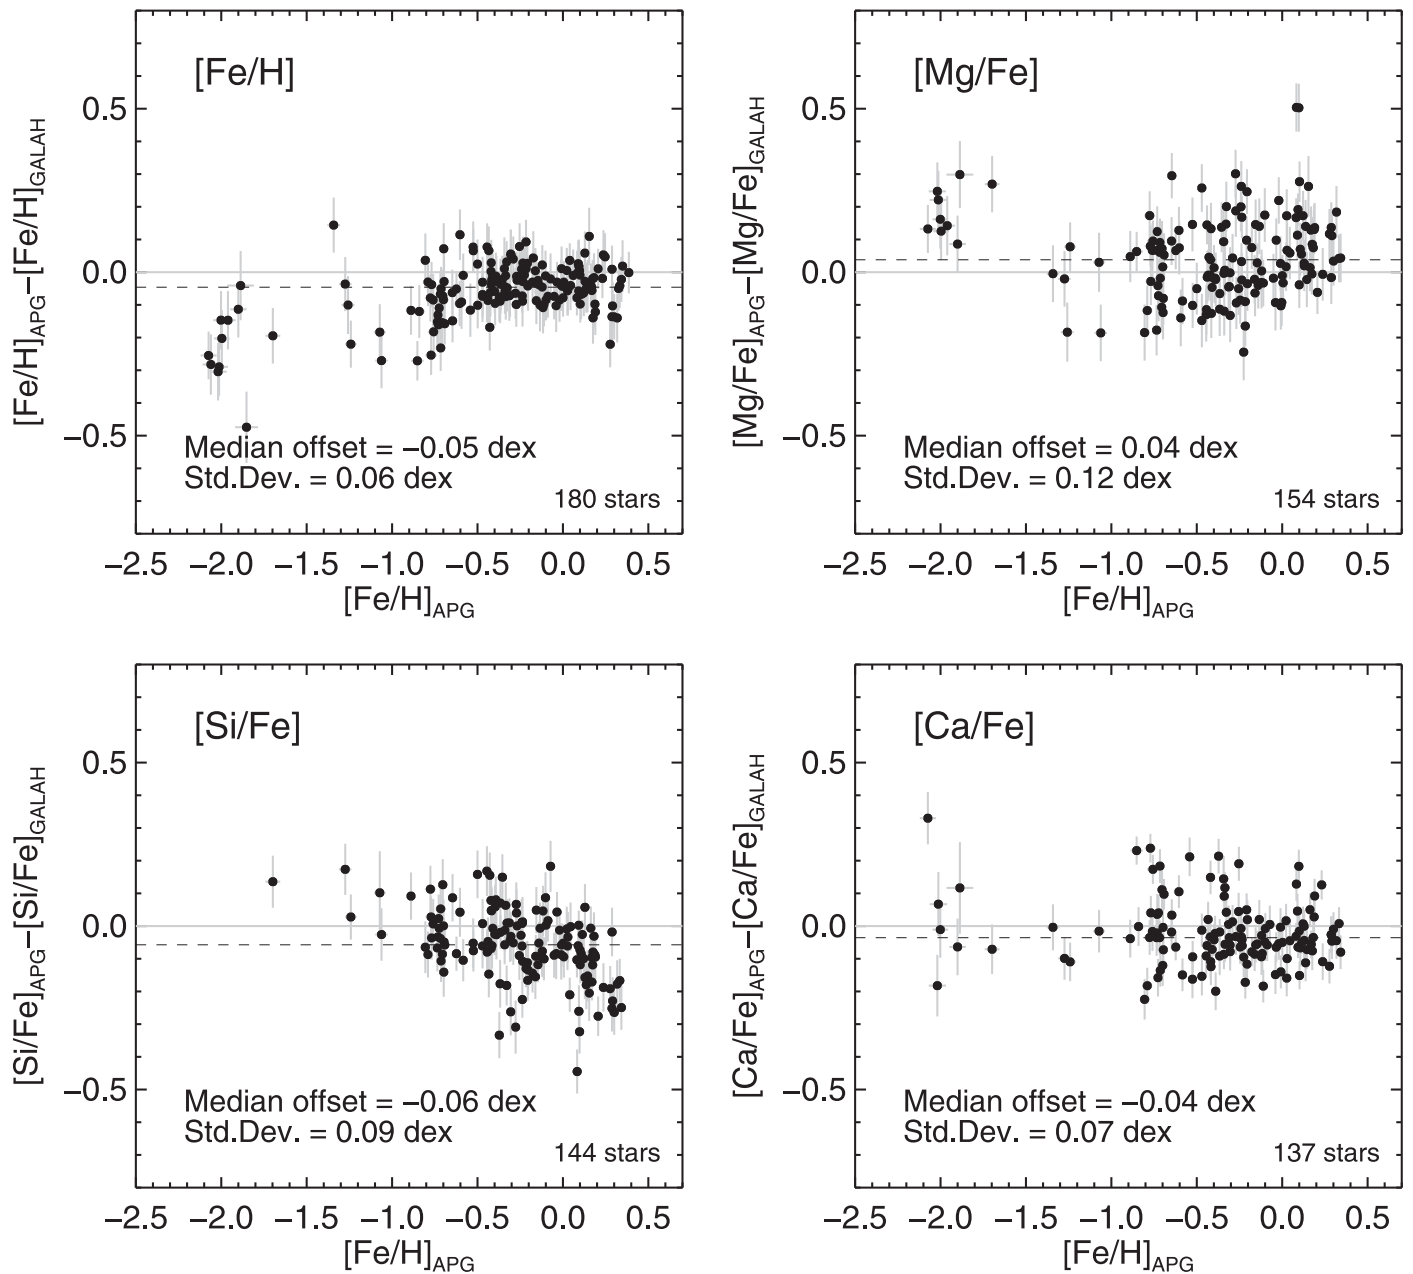 [Fe/H]
[Fe/H]APG−[Fe/H]GALAH
0.5
0.0
−0.5
Median offset = −0.05 dex
Std.Dev. = 0.06 dex
180 stars
−2.5 −2.0 −1.5 −1.0 −0.5 0.0 0.5
[Fe/H]APG
[Mg/Fe]
[Mg/Fe]APG−[Mg/Fe]GALAH
0.5
0.0
−0.5
Median offset = 0.04 dex
Std.Dev. = 0.12 dex
154 stars
−2.5 −2.0 −1.5 −1.0 −0.5 0.0 0.5
[Fe/H]APG
[Si/Fe]
[Si/Fe]APG−[Si/Fe]GALAH
0.5
0.0
−0.5
Median offset = −0.06 dex
Std.Dev. = 0.09 dex
144 stars
−2.5 −2.0 −1.5 −1.0 −0.5 0.0 0.5
[Fe/H]APG
[Ca/Fe]
[Ca/Fe]APG−[Ca/Fe]GALAH
0.5
0.0
−0.5
Median offset = −0.04 dex
Std.Dev. = 0.07 dex
137 stars
−2.5 −2.0 −1.5 −1.0 −0.5 0.0 0.5
[Fe/H]APG